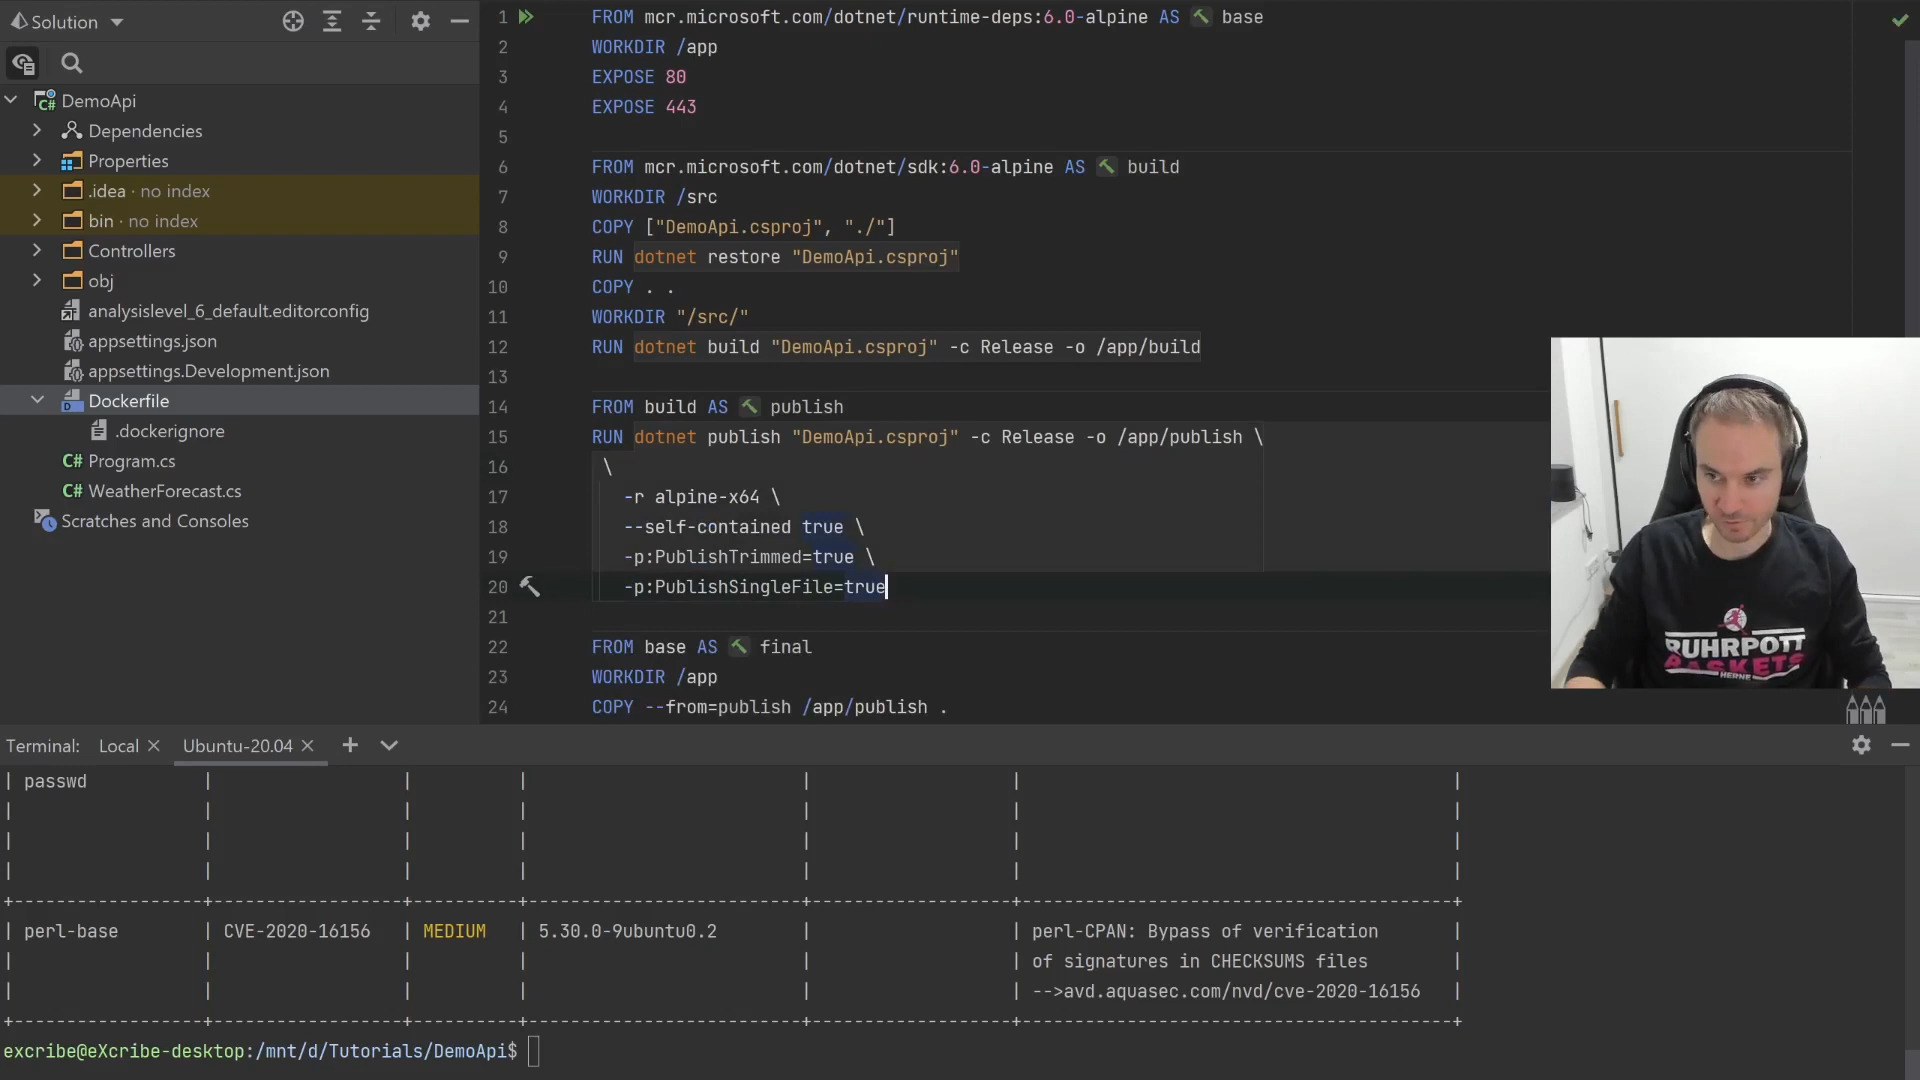 Solution
DemoApi
Dependencies
Properties
.idea · no index
bin · no index
Controllers
obj
analysislevel_6_default.editorconfig
appsettings.json
appsettings.Development.json
Dockerfile
.dockerignore
C# Program.cs
C# WeatherForecast.cs
Scratches and Consoles
1 FROM mcr.microsoft.com/dotnet/runtime-deps:6.0-alpine AS base
2 WORKDIR /app
3 EXPOSE 80
4 EXPOSE 443
5
6 FROM mcr.microsoft.com/dotnet/sdk:6.0-alpine AS build
7 WORKDIR /src
8 COPY ["DemoApi.csproj", "./"]
9 RUN dotnet restore "DemoApi.csproj"
10 COPY . .
11 WORKDIR "/src/"
12 RUN dotnet build "DemoApi.csproj" -c Release -o /app/build
13
14 FROM build AS publish
15 RUN dotnet publish "DemoApi.csproj" -c Release -o /app/publish \
16 \
17 -r alpine-x64 \
18 --self-contained true \
19 -p:PublishTrimmed=true \
20 -p:PublishSingleFile=true
21
22 FROM base AS final
23 WORKDIR /app
24 COPY --from=publish /app/publish .
RUHRPOTT
BASKETS
HERNE
Terminal: Local Ubuntu-20.04
| passwd | | | | | |
| | | | | | |
| | | | | | |
| | | | | | |
| perl-base | CVE-2020-16156 | MEDIUM | 5.30.0-9ubuntu0.2 | | perl-CPAN: Bypass of verification |
| | | | | | of signatures in CHECKSUMS files |
| | | | | | -->avd.aquasec.com/nvd/cve-2020-16156 |
excribe@eXcribe-desktop:/mnt/d/Tutorials/DemoApi$